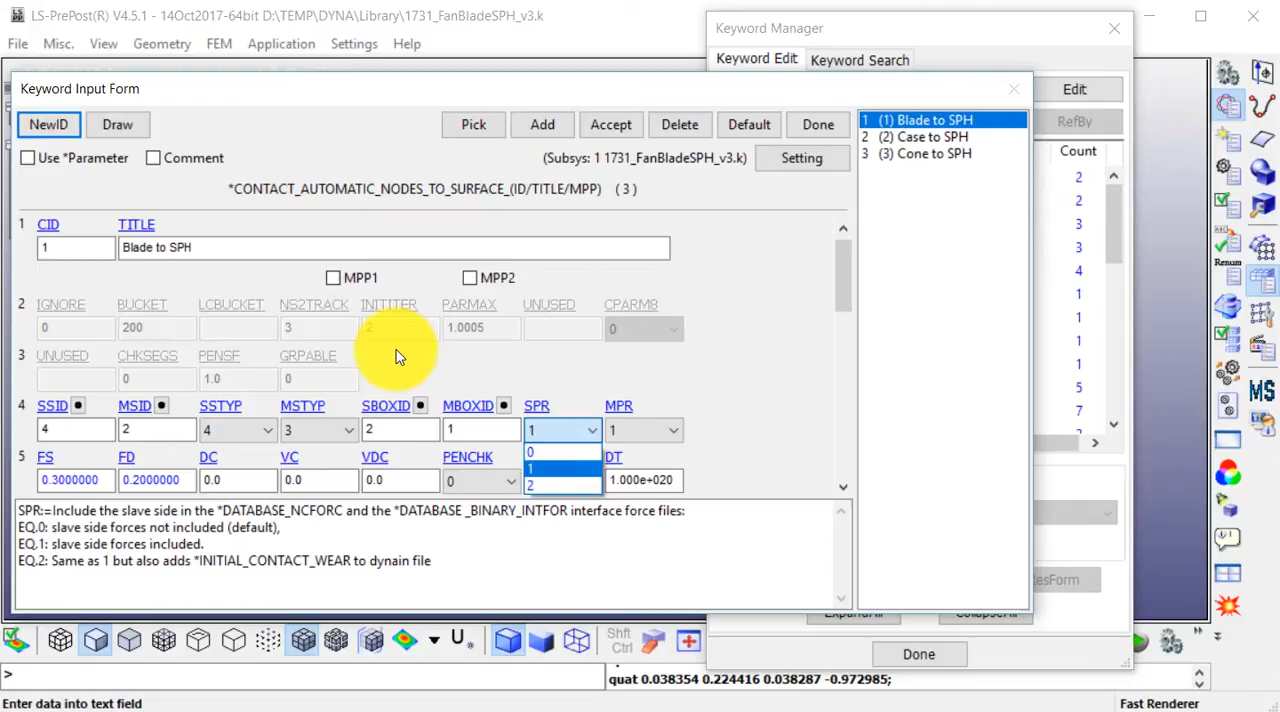 LS-PrePost(R) V4.5.1 - 14Oct2017-64bit D:\TEMP\DYNA\Library\1731_FanBladeSPH_v3.k
File Misc. View Geometry FEM Application Settings Help
Keyword Manager
Keyword Edit Keyword Search
Edit
RefBy
Count
2
2
3
3
4
1
1
1
1
5
7
Keyword Input Form
NewID Draw Pick Add Accept Delete Default Done
Use *Parameter Comment (Subsys: 1 1731_FanBladeSPH_v3.k) Setting
*CONTACT_AUTOMATIC_NODES_TO_SURFACE_(ID/TITLE/MPP) (3)
1 (1) Blade to SPH
2 (2) Case to SPH
3 (3) Cone to SPH
1 CID TITLE
1 Blade to SPH
MPP1 MPP2
2 IGNORE BUCKET LCBUCKET NS2TRACK INITITER PARMAX UNUSED CPARM8
0 200 3 2 1.0005 0
3 UNUSED CHKSEGS PENSF GRPABLE
0 1.0 0
4 SSID MSID SSTYP MSTYP SBOXID MBOXID SPR MPR
4 2 4 3 2 1 1 1
0
1
2
5 FS FD DC VC VDC PENCHK DT
0.3000000 0.2000000 0.0 0.0 0.0 0 1.000e+020
SPR:=Include the slave side in the *DATABASE_NCFORC and the *DATABASE _BINARY_INTFOR interface force files:
EQ.0: slave side forces not included (default),
EQ.1: slave side forces included.
EQ.2: Same as 1 but also adds *INITIAL_CONTACT_WEAR to dynain file
Done
Renum
MS
Shft
Ctrl
>
quat 0.038354 0.224416 0.038287 -0.972985;
Enter data into text field
Fast Renderer